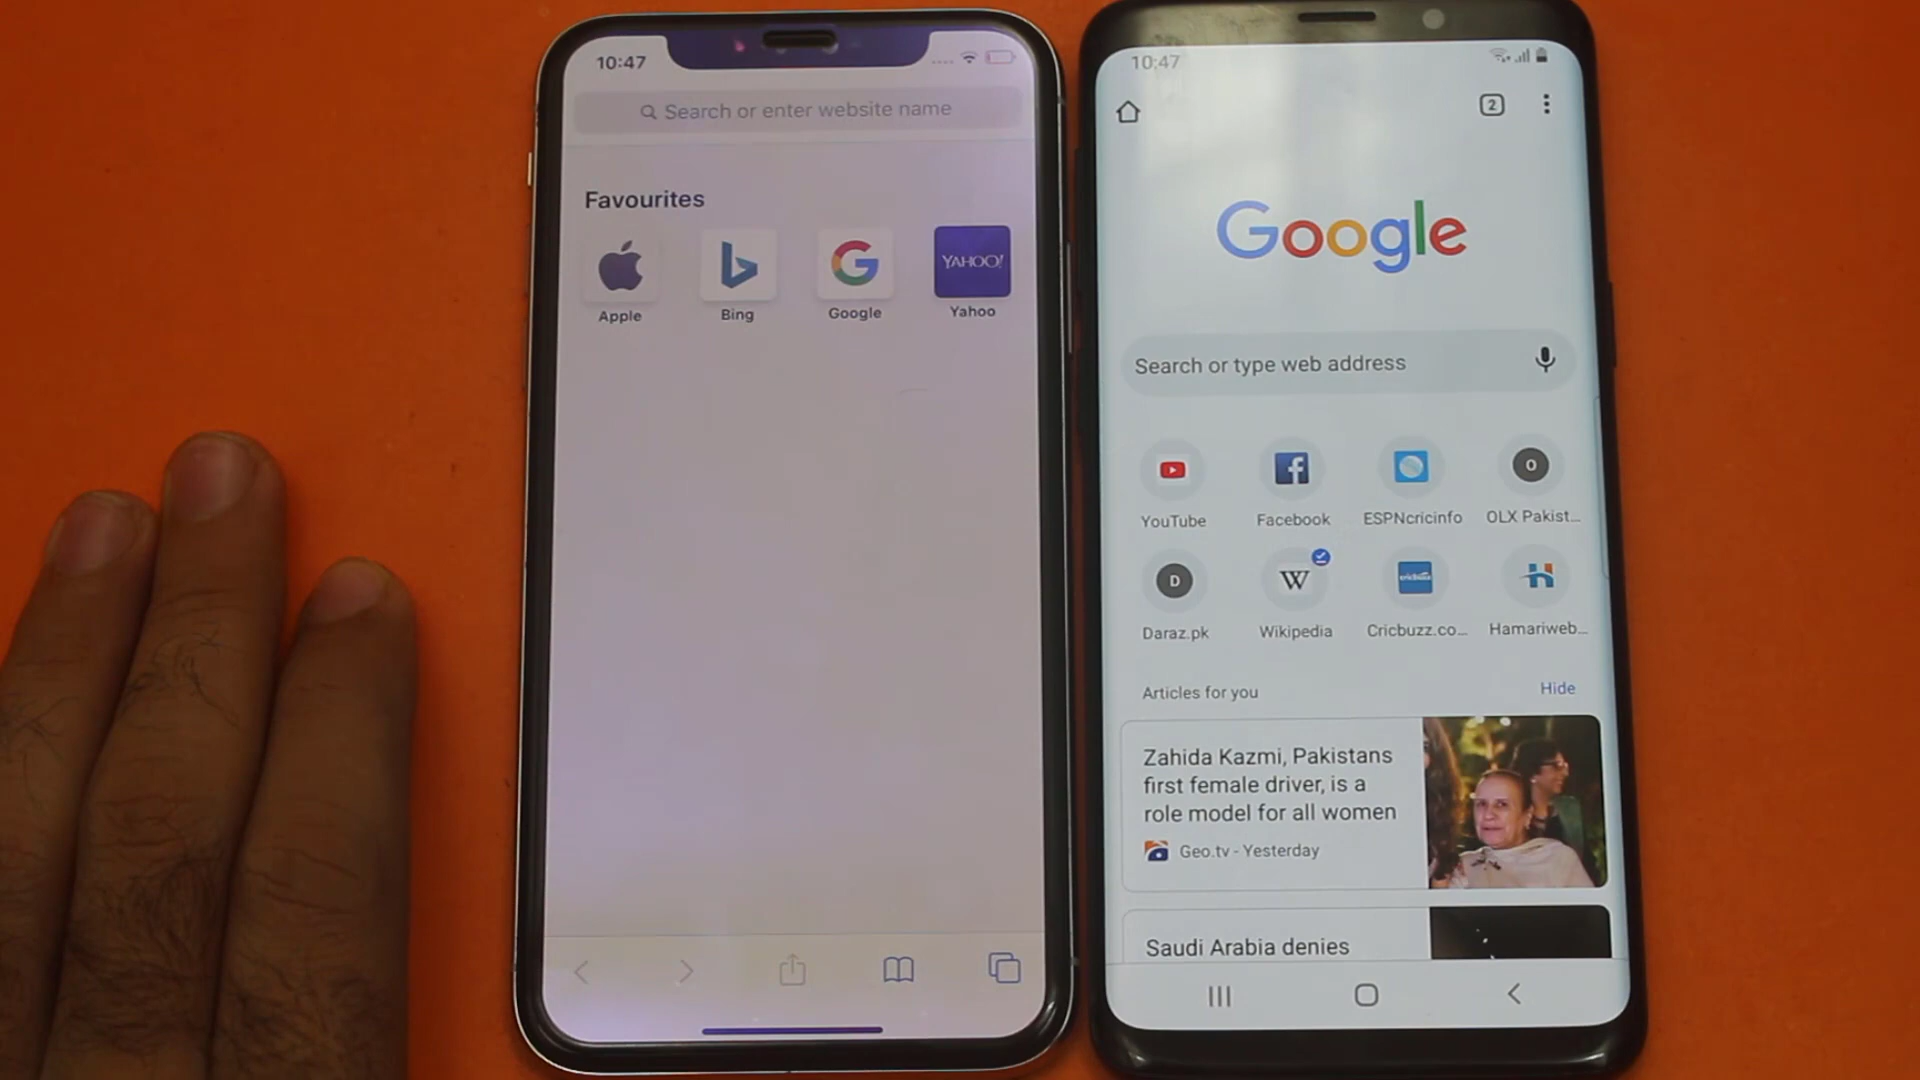 10:47
Search or enter website name
Favourites
YAHOO!
Apple
Bing
Google
Yahoo
10:47
2
Google
Search or type web address
O
YouTube
Facebook
ESPNcricinfo
OLX Pakist...
D
W
cricbuzz
Daraz.pk
Wikipedia
Cricbuzz.co...
Hamariweb...
Articles for you
Hide
Zahida Kazmi, Pakistans
first female driver, is a
role model for all women
Geo.tv - Yesterday
Saudi Arabia denies